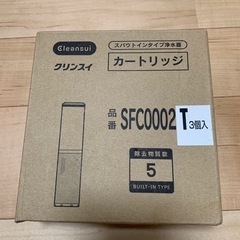 Cleansui
クリンスイ
スパウトインタイプ浄水器
カートリッジ
品番 SFC0002T
3個入
除去物質数
5
BUILT-IN TYPE